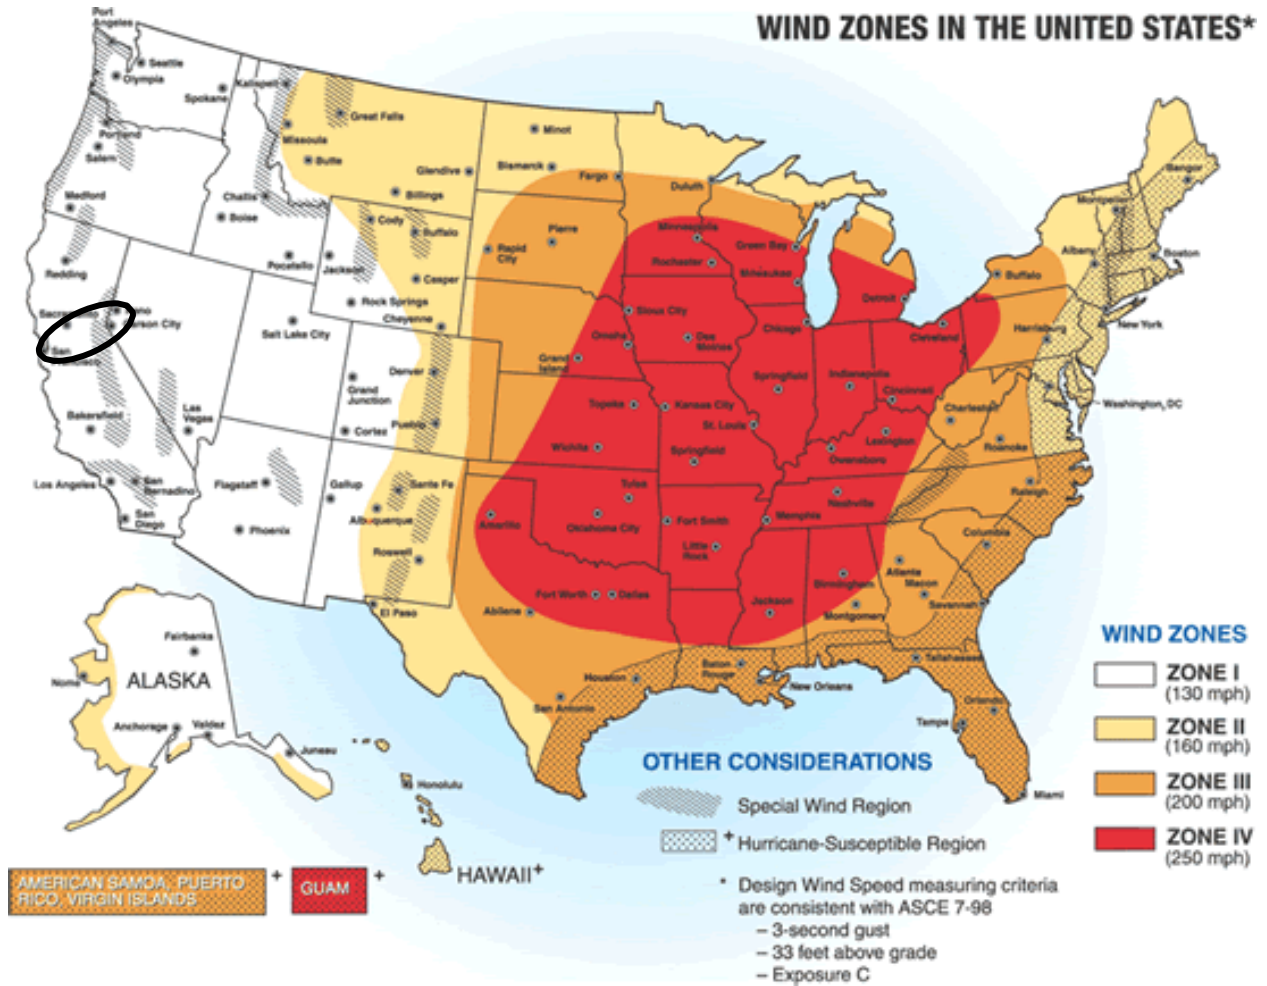 WIND ZONES IN THE UNITED STATES*
Port
Angeles
Seattle
Olympia
Spokane
Kalispell
Great Falls
Missoula
Butte
Glendive
Billings
Minot
Bismarck
Fargo
Duluth
Bangor
Montpelier
Portland
Salem
Medford
Challis
Boise
Pocatello
Cody
Buffalo
Jackson
Casper
Rock Springs
Cheyenne
Rapid
City
Pierre
Minneapolis
Rochester
Green Bay
Milwaukee
Detroit
Buffalo
Albany
Boston
Redding
Sacramento
Carson City
San
Francisco
Salt Lake City
Sioux City
Omaha
Des
Moines
Chicago
Cleveland
Harrisburg
New York
Grand
Island
Denver
Grand
Junction
Pueblo
Cortez
Springfield
Indianapolis
Cincinnati
Charleston
Washington, DC
Topeka
Kansas City
St. Louis
Wichita
Springfield
Lexington
Owensboro
Roanoke
Raleigh
Bakersfield
Las
Vegas
Los Angeles
San
Bernadino
San
Diego
Flagstaff
Phoenix
Gallup
Sante Fe
Albuquerque
Roswell
El Paso
Amarillo
Tulsa
Oklahoma City
Fort Smith
Little
Rock
Memphis
Nashville
Columbia
Atlanta
Macon
Savannah
Birmingham
Montgomery
Jackson
Fort Worth
Dallas
Abilene
Houston
San Antonio
Baton
Rouge
New Orleans
Tallahassee
Orlando
Tampa
Miami
Fairbanks
ALASKA
Nome
Anchorage
Valdez
Juneau
Honolulu
HAWAII+
AMERICAN SAMOA, PUERTO
RICO, VIRGIN ISLANDS
+
GUAM
+
WIND ZONES
ZONE I
(130 mph)
ZONE II
(160 mph)
ZONE III
(200 mph)
ZONE IV
(250 mph)
OTHER CONSIDERATIONS
Special Wind Region
+ Hurricane-Susceptible Region
* Design Wind Speed measuring criteria
are consistent with ASCE 7-98
– 3-second gust
– 33 feet above grade
– Exposure C